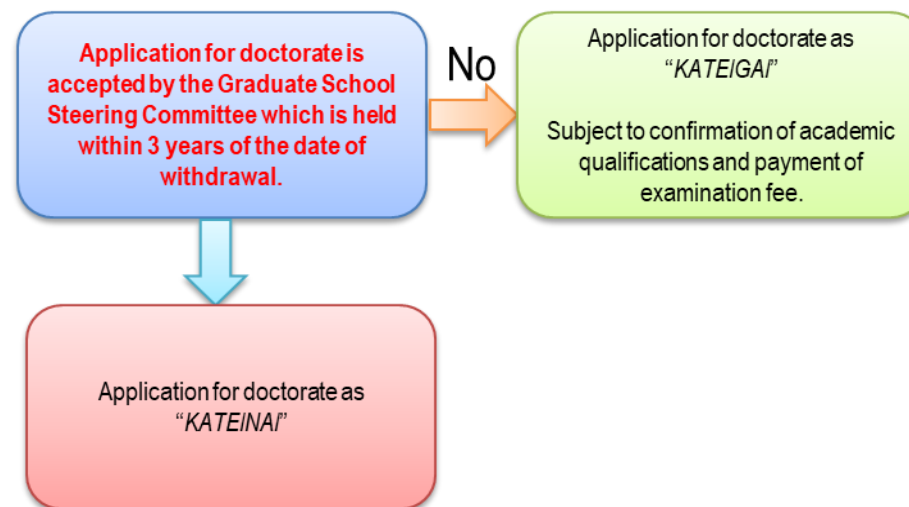 Application for doctorate is
accepted by the Graduate School
Steering Committee which is held
within 3 years of the date of
withdrawal.
No
Application for doctorate as
“KATEIGAI”
Subject to confirmation of academic
qualifications and payment of
examination fee.
Application for doctorate as
“KATEINAI”